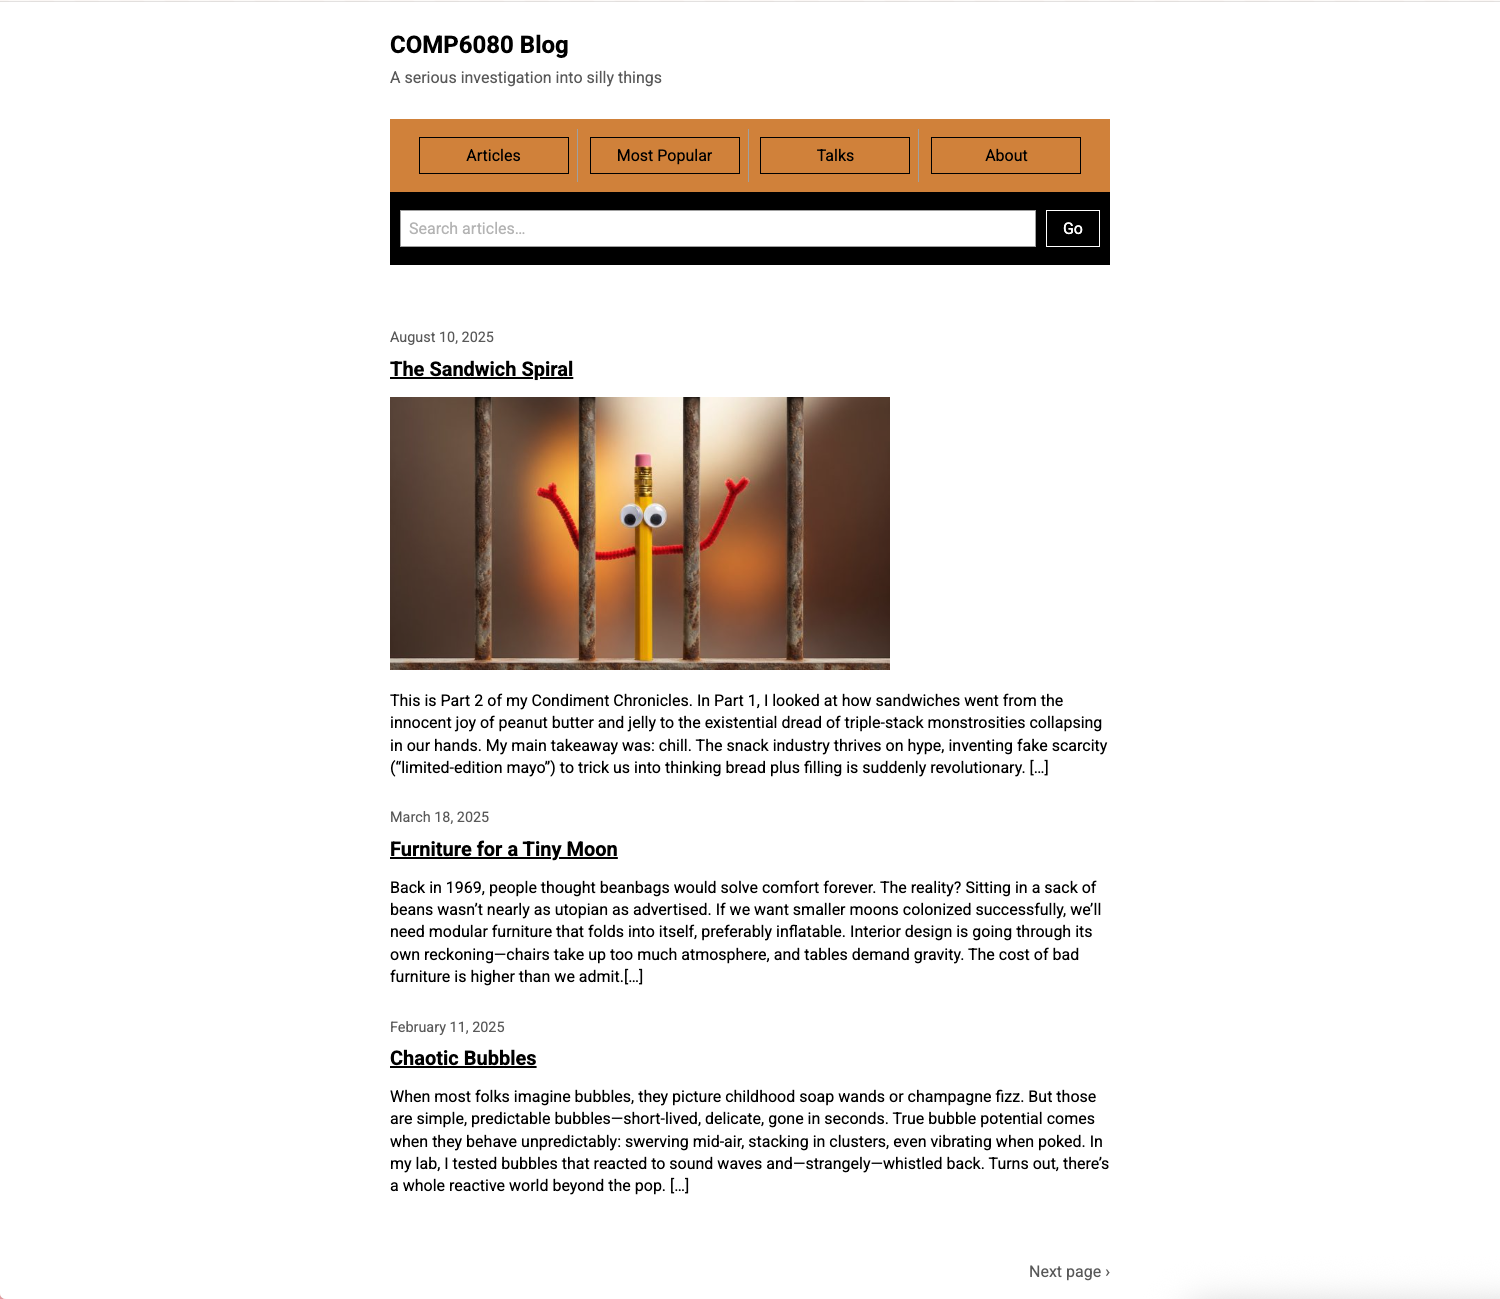 COMP6080 Blog
A serious investigation into silly things
Articles
Most Popular
Talks
About
Search articles...
Go
August 10, 2025
The Sandwich Spiral
This is Part 2 of my Condiment Chronicles. In Part 1, I looked at how sandwiches went from the
innocent joy of peanut butter and jelly to the existential dread of triple-stack monstrosities collapsing
in our hands. My main takeaway was: chill. The snack industry thrives on hype, inventing fake scarcity
(“limited-edition mayo”) to trick us into thinking bread plus filling is suddenly revolutionary. [...]
March 18, 2025
Furniture for a Tiny Moon
Back in 1969, people thought beanbags would solve comfort forever. The reality? Sitting in a sack of
beans wasn’t nearly as utopian as advertised. If we want smaller moons colonized successfully, we’ll
need modular furniture that folds into itself, preferably inflatable. Interior design is going through its
own reckoning—chairs take up too much atmosphere, and tables demand gravity. The cost of bad
furniture is higher than we admit.[...]
February 11, 2025
Chaotic Bubbles
When most folks imagine bubbles, they picture childhood soap wands or champagne fizz. But those
are simple, predictable bubbles—short-lived, delicate, gone in seconds. True bubble potential comes
when they behave unpredictably: swerving mid-air, stacking in clusters, even vibrating when poked. In
my lab, I tested bubbles that reacted to sound waves and—strangely—whistled back. Turns out, there’s
a whole reactive world beyond the pop. [...]
Next page ›